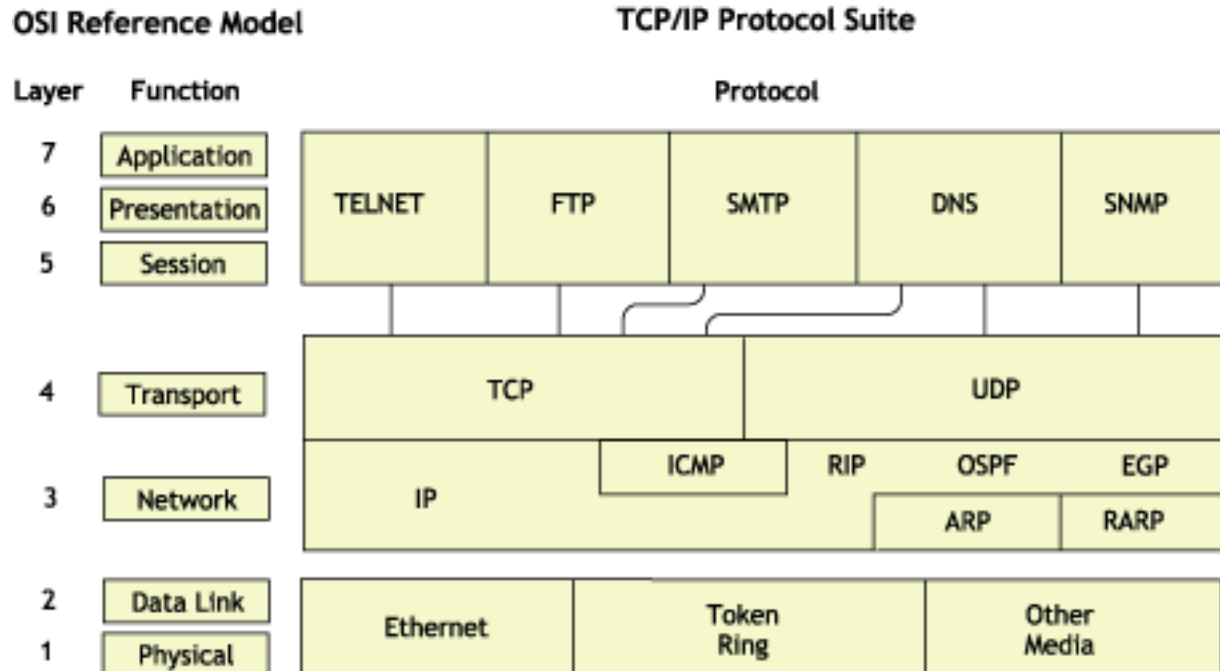 OSI Reference Model
TCP/IP Protocol Suite
Layer Function Protocol
7 Application
6 Presentation
5 Session
TELNET FTP SMTP DNS SNMP
4 Transport
TCP UDP
3 Network
IP
ICMP RIP OSPF EGP
ARP RARP
2 Data Link
1 Physical
Ethernet
Token
Ring
Other
Media